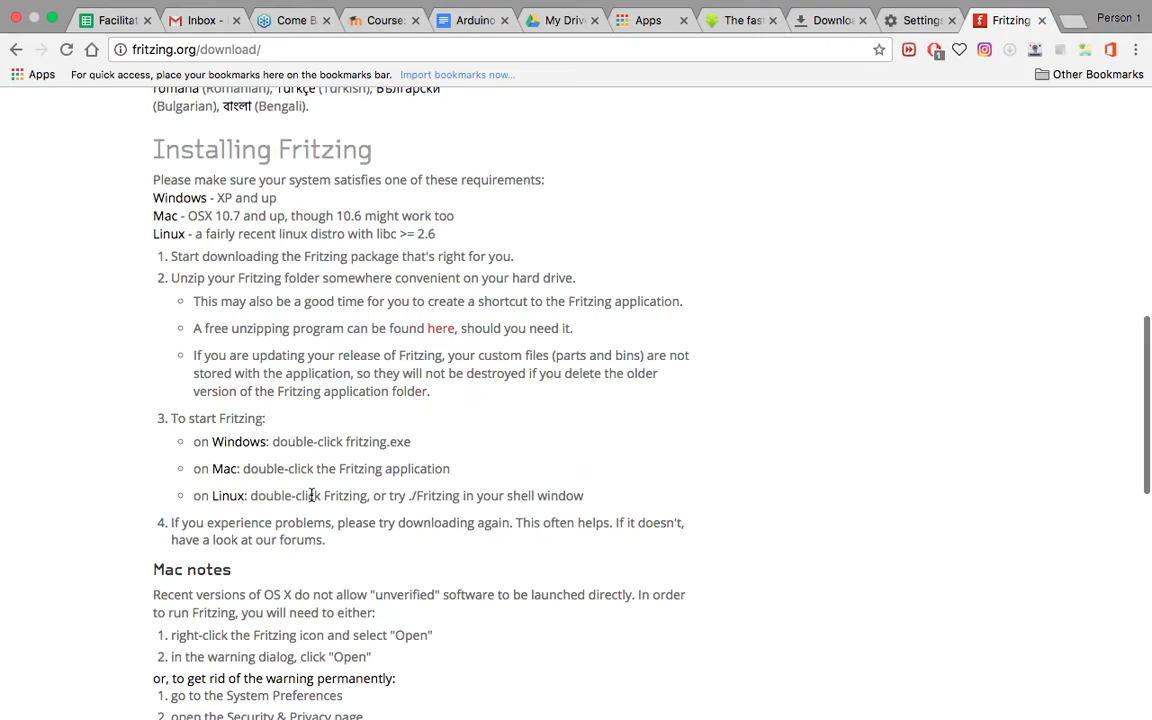 Facilitat
Inbox -
Come B
Course:
Arduino
My Driv
Apps
The fast
Downlo
Settings
Fritzing
Person 1
fritzing.org/download/
1
Apps
For quick access, place your bookmarks here on the bookmarks bar.
Import bookmarks now...
Other Bookmarks
română (Romanian), Türkçe (Turkish), Български
(Bulgarian), বাংলা (Bengali).
Installing Fritzing
Please make sure your system satisfies one of these requirements:
Windows - XP and up
Mac - OSX 10.7 and up, though 10.6 might work too
Linux - a fairly recent linux distro with libc >= 2.6
1. Start downloading the Fritzing package that's right for you.
2. Unzip your Fritzing folder somewhere convenient on your hard drive.
This may also be a good time for you to create a shortcut to the Fritzing application.
A free unzipping program can be found here, should you need it.
If you are updating your release of Fritzing, your custom files (parts and bins) are not
stored with the application, so they will not be destroyed if you delete the older
version of the Fritzing application folder.
3. To start Fritzing:
on Windows: double-click fritzing.exe
on Mac: double-click the Fritzing application
on Linux: double-click Fritzing, or try ./Fritzing in your shell window
4. If you experience problems, please try downloading again. This often helps. If it doesn't,
have a look at our forums.
Mac notes
Recent versions of OS X do not allow "unverified" software to be launched directly. In order
to run Fritzing, you will need to either:
1. right-click the Fritzing icon and select "Open"
2. in the warning dialog, click "Open"
or, to get rid of the warning permanently:
1. go to the System Preferences
2. open the Security & Privacy page